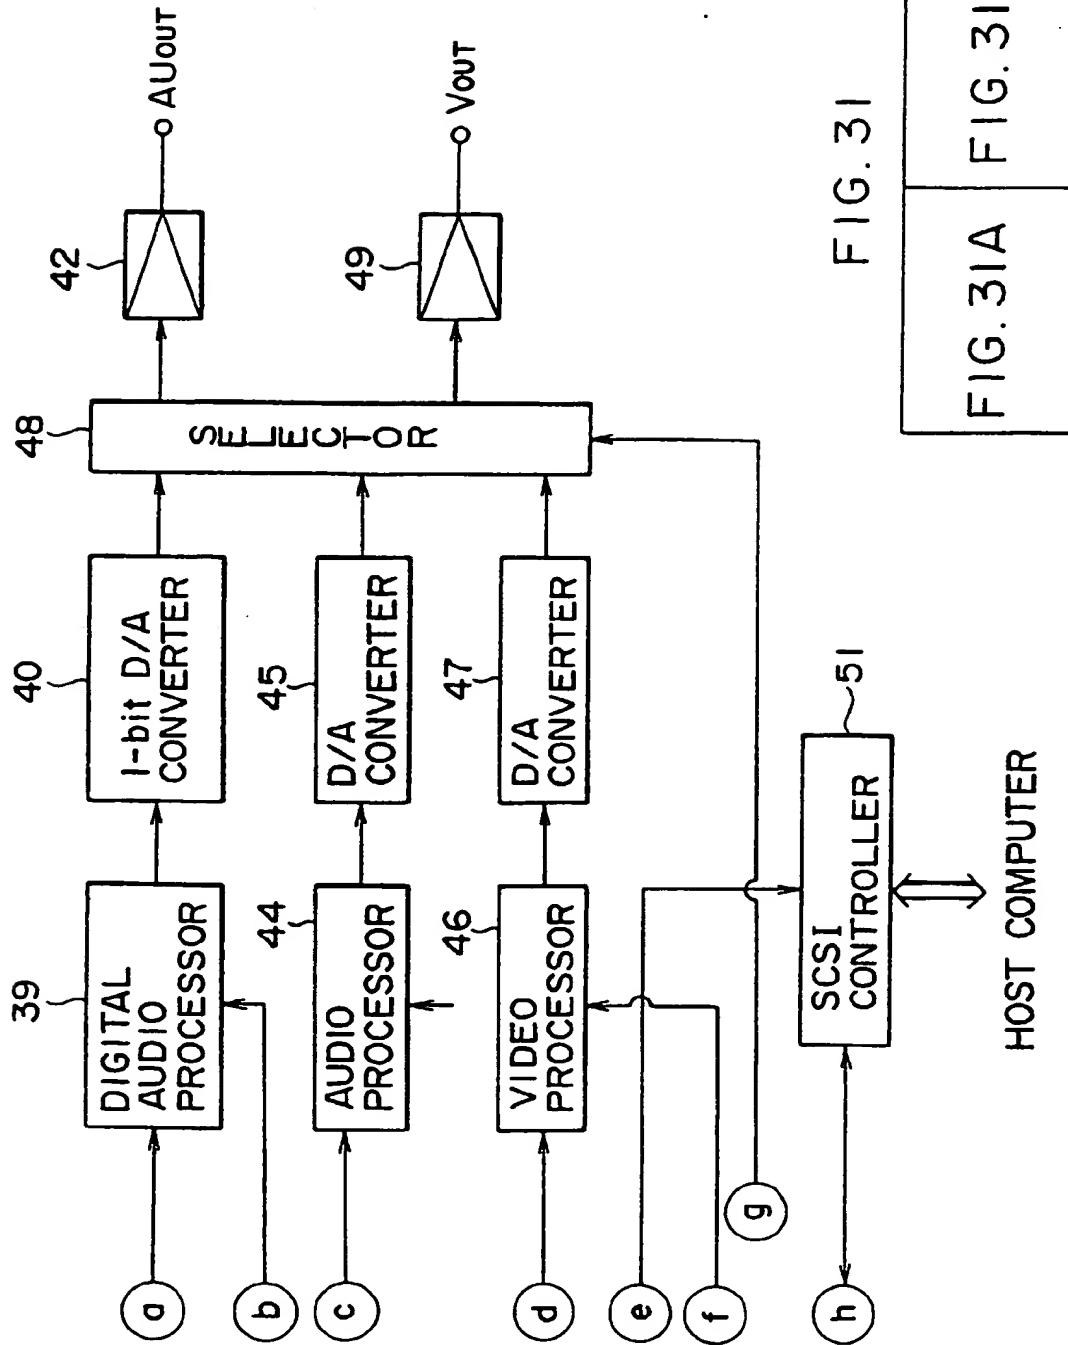 a
b
c
d
e
f
g
h
39
DIGITAL
AUDIO
PROCESSOR
40
1-bit D/A
CONVERTER
44
AUDIO
PROCESSOR
45
D/A
CONVERTER
46
VIDEO
PROCESSOR
47
D/A
CONVERTER
48
SELECTOR
42
AUOUT
49
VOUT
51
SCSI
CONTROLLER
HOST COMPUTER
FIG. 31
FIG. 31A
FIG. 31